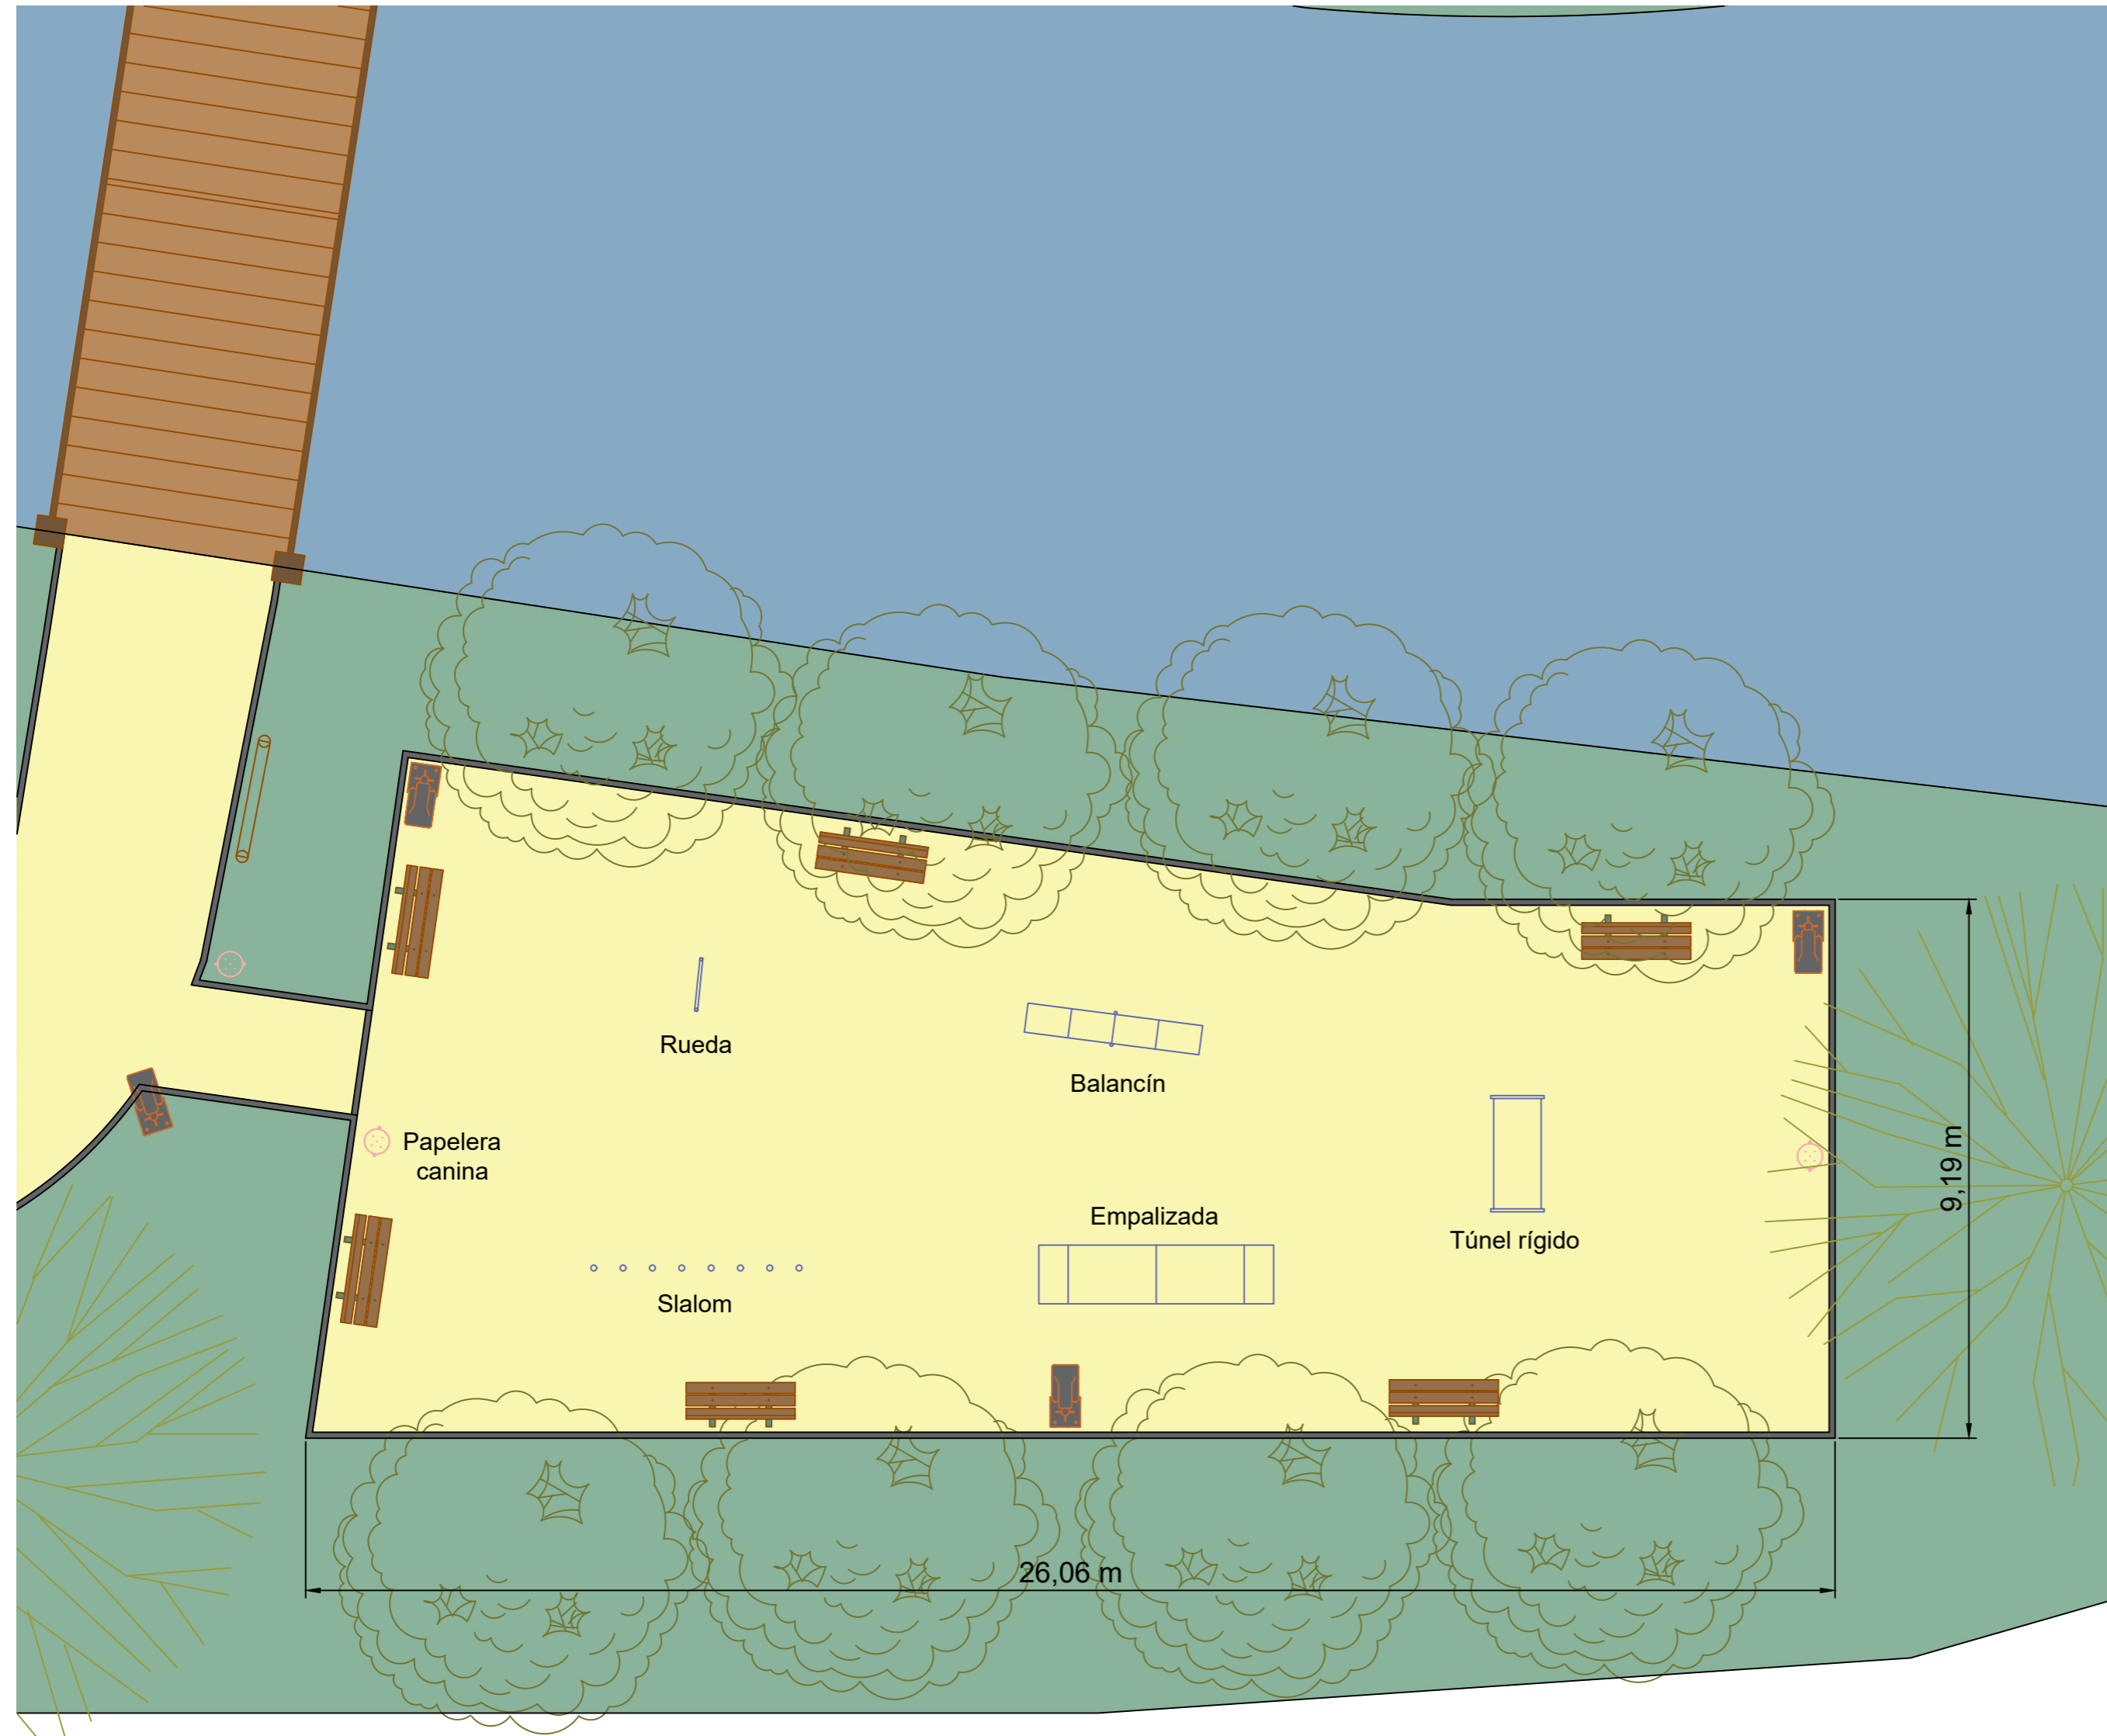 Rueda
Balancín
Papelera
canina
Empalizada
Túnel rígido
Slalom
9,19 m
26,06 m